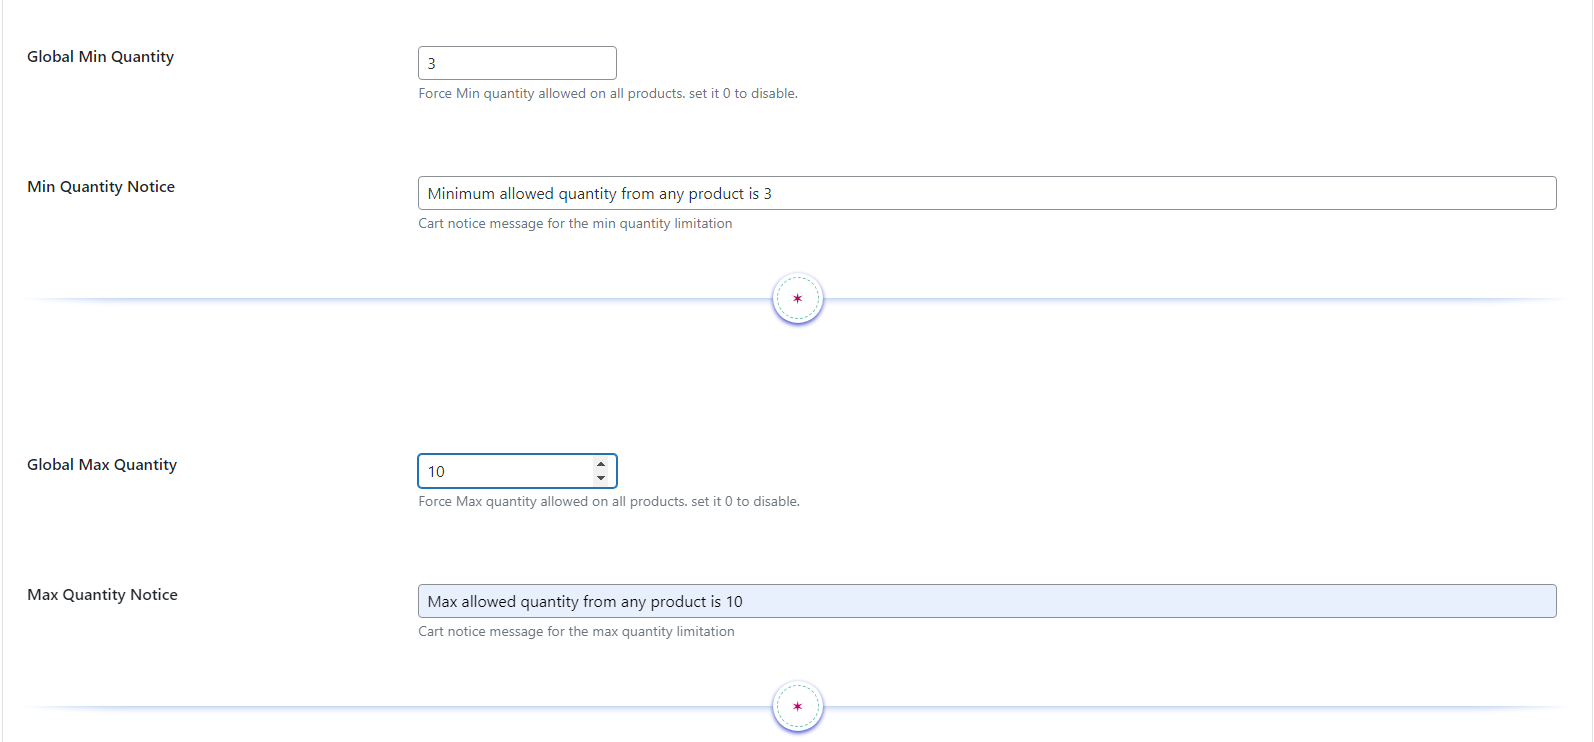 Global Min Quantity
3
Force Min quantity allowed on all products. set it 0 to disable.
Min Quantity Notice
Minimum allowed quantity from any product is 3
Cart notice message for the min quantity limitation
Global Max Quantity
10
Force Max quantity allowed on all products. set it 0 to disable.
Max Quantity Notice
Max allowed quantity from any product is 10
Cart notice message for the max quantity limitation